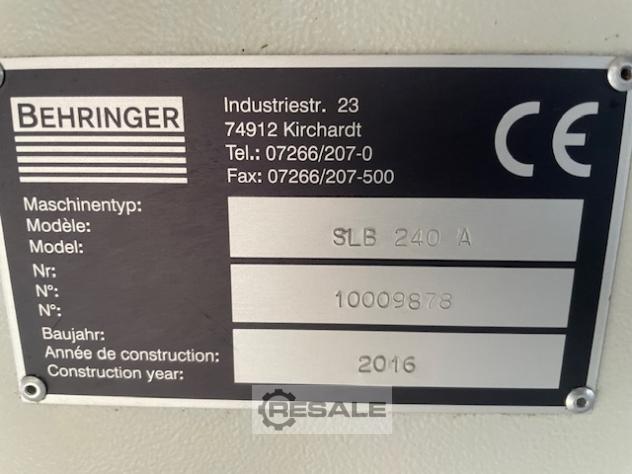 BEHRINGER
Industriestr. 23
74912 Kirchardt
Tel.: 07266/207-0
Fax: 07266/207-500
CE
Maschinentyp:
Modèle:
Model:
SLB 240 A
Nr:
N°:
N°:
10009878
Baujahr:
Année de construction:
Construction year:
2016
RESALE